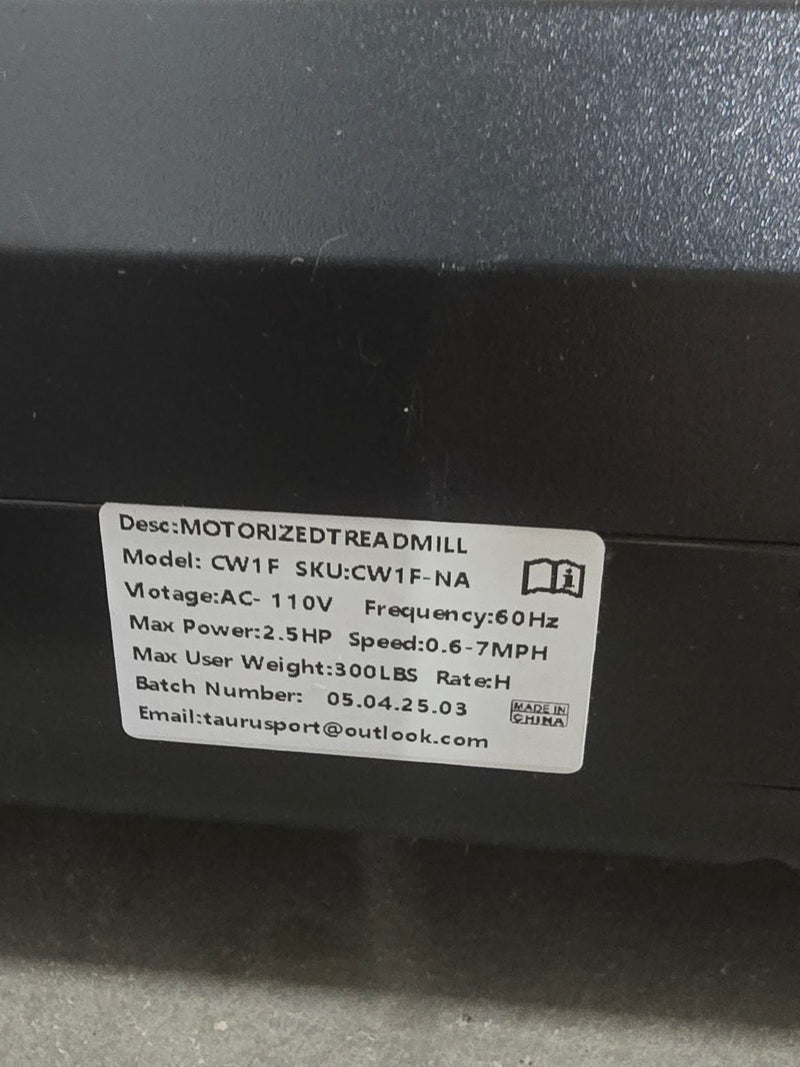 Desc:MOTORIZEDTREADMILL
Model: CW1F SKU:CW1F-NA
Votage:AC- 110V Frequency:60Hz
Max Power:2.5HP Speed:0.6-7MPH
Max User Weight:300LBS Rate:H
Batch Number: 05.04.25.03
MADE IN
CHINA
Email:taurusport@outlook.com